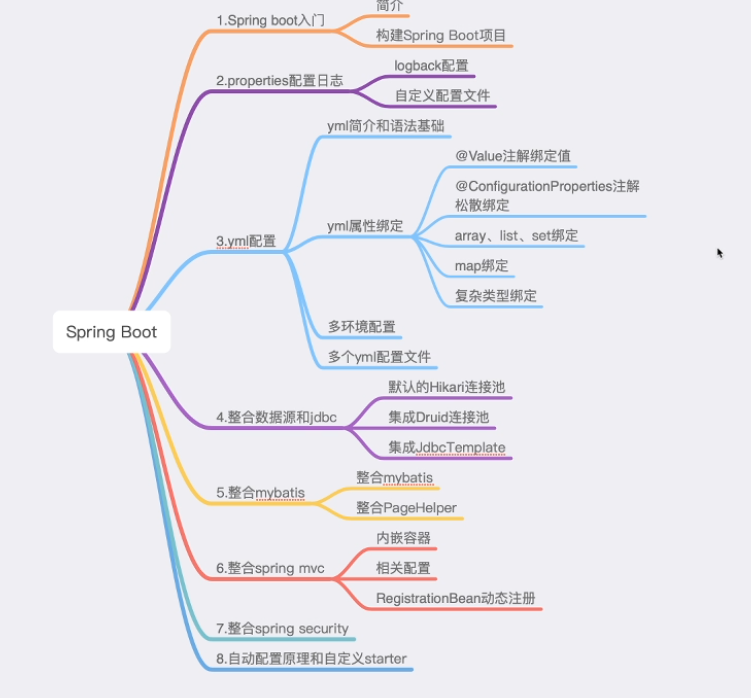 简介
1.Spring boot入门
构建Spring Boot项目
logback配置
2.properties配置日志
自定义配置文件
yml简介和语法基础
@Value注解绑定值
@ConfigurationProperties注解
松散绑定
yml属性绑定
array、list、set绑定
3.yml配置
map绑定
复杂类型绑定
多环境配置
Spring Boot
多个yml配置文件
默认的Hikari连接池
4.整合数据源和jdbc
集成Druid连接池
集成JdbcTemplate
整合mybatis
5.整合mybatis
整合PageHelper
内嵌容器
6.整合spring mvc
相关配置
RegistrationBean动态注册
7.整合spring security
8.自动配置原理和自定义starter